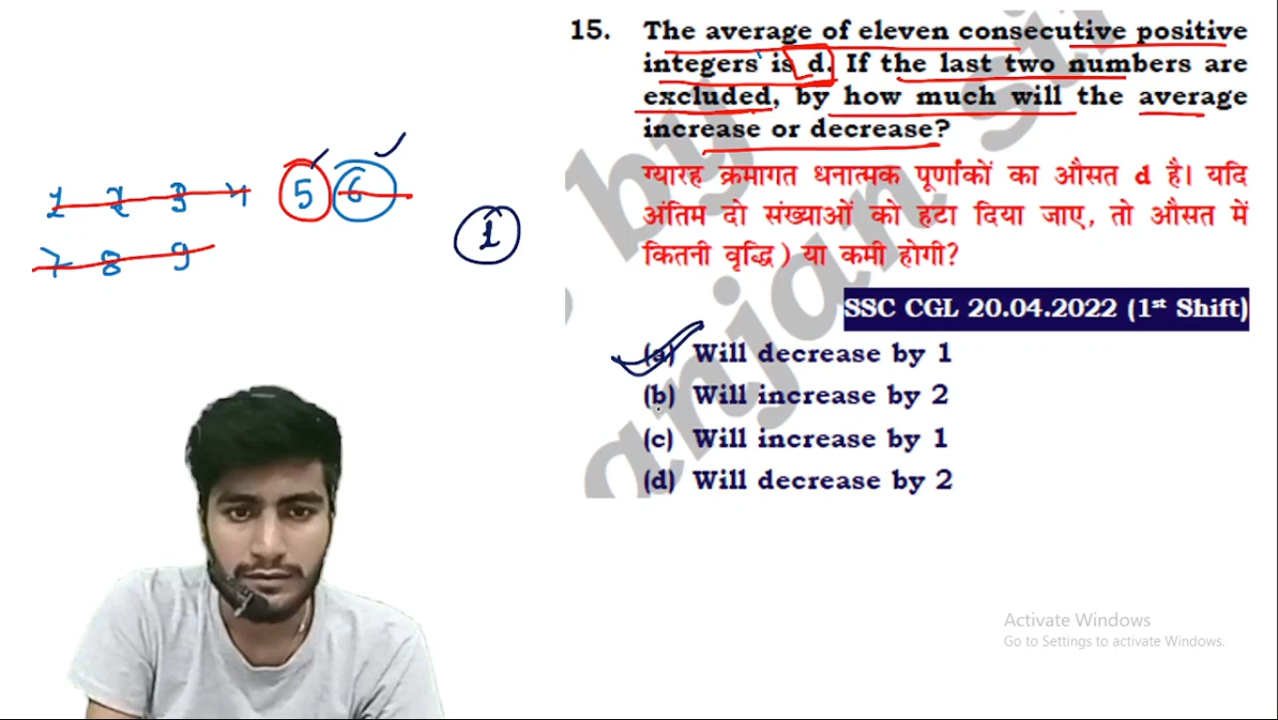 15. The average of eleven consecutive positive
integers is d. If the last two numbers are
excluded, by how much will the average
increase or decrease?
ग्यारह क्रमागत धनात्मक पूर्णांकों का औसत d है। यदि
अंतिम दो संख्याओं को हटा दिया जाए, तो औसत में
कितनी वृद्धि) या कमी होगी?
SSC CGL 20.04.2022 (1st Shift)
(a) Will decrease by 1
(b) Will increase by 2
(c) Will increase by 1
(d) Will decrease by 2
1 2 3 4 5 6
7 8 9
1
by
anjan sir
Activate Windows
Go to Settings to activate Windows.